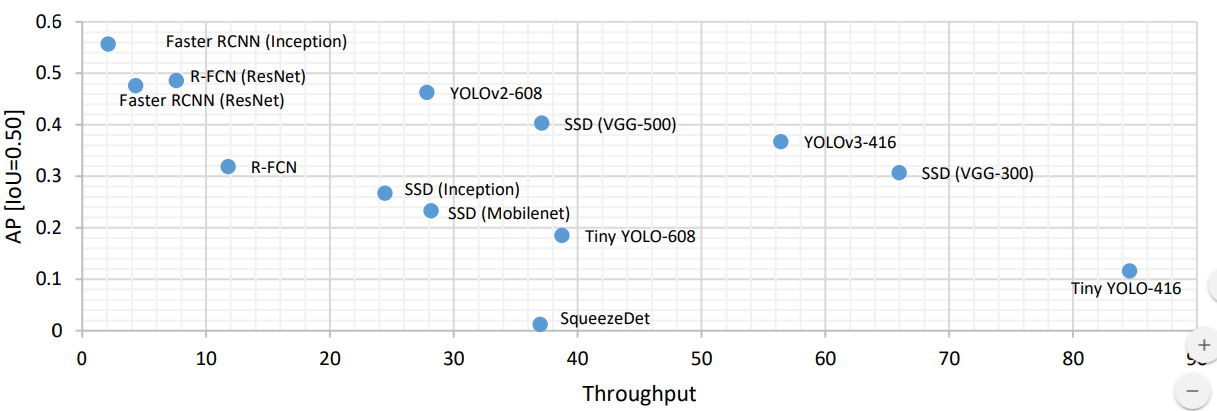 0.6
Faster RCNN (Inception)
0.5
R-FCN (ResNet)
Faster RCNN (ResNet)
YOLOv2-608
0.4
SSD (VGG-500)
YOLOv3-416
R-FCN
0.3
SSD (VGG-300)
SSD (Inception)
SSD (Mobilenet)
0.2
Tiny YOLO-608
0.1
Tiny YOLO-416
SqueezeDet
0
AP [IoU=0.50]
0 10 20 30 40 50 60 70 80
Throughput